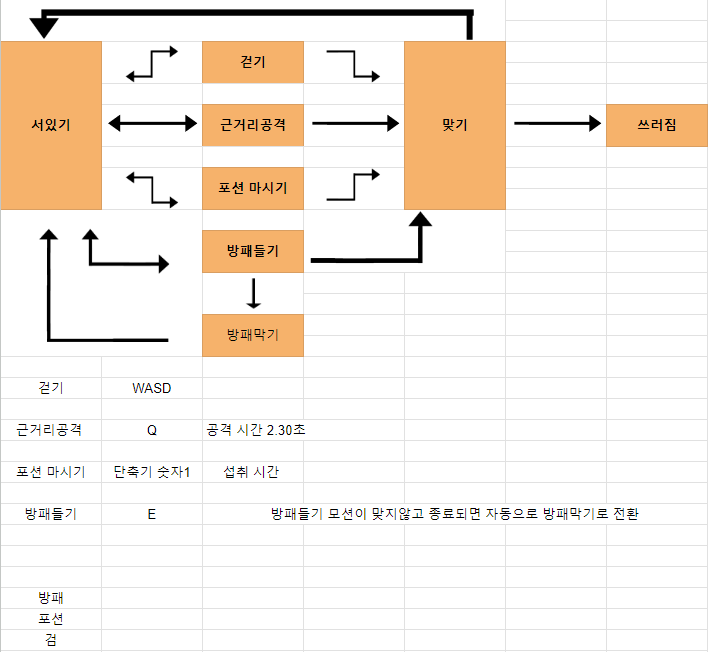 걷기
서있기
근거리공격
맞기
쓰러짐
포션 마시기
방패들기
방패막기
걷기 WASD
근거리공격 Q 공격 시간 2.30초
포션 마시기 단축기 숫자1 섭취 시간
방패들기 E 방패들기 모션이 맞지않고 종료되면 자동으로 방패막기로 전환
방패
포션
검